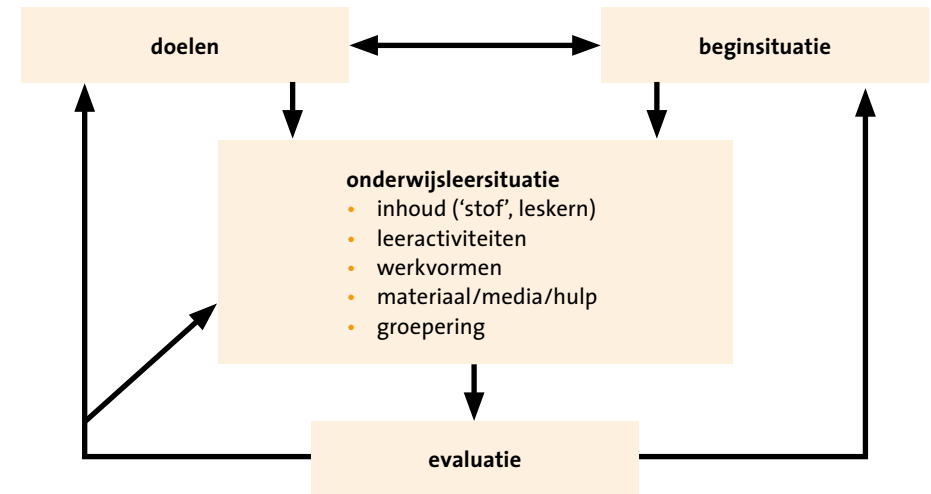 doelen
beginsituatie
onderwijsleersituatie
• inhoud (‘stof’, leskern)
• leeractiviteiten
• werkvormen
• materiaal/media/hulp
• groepering
evaluatie